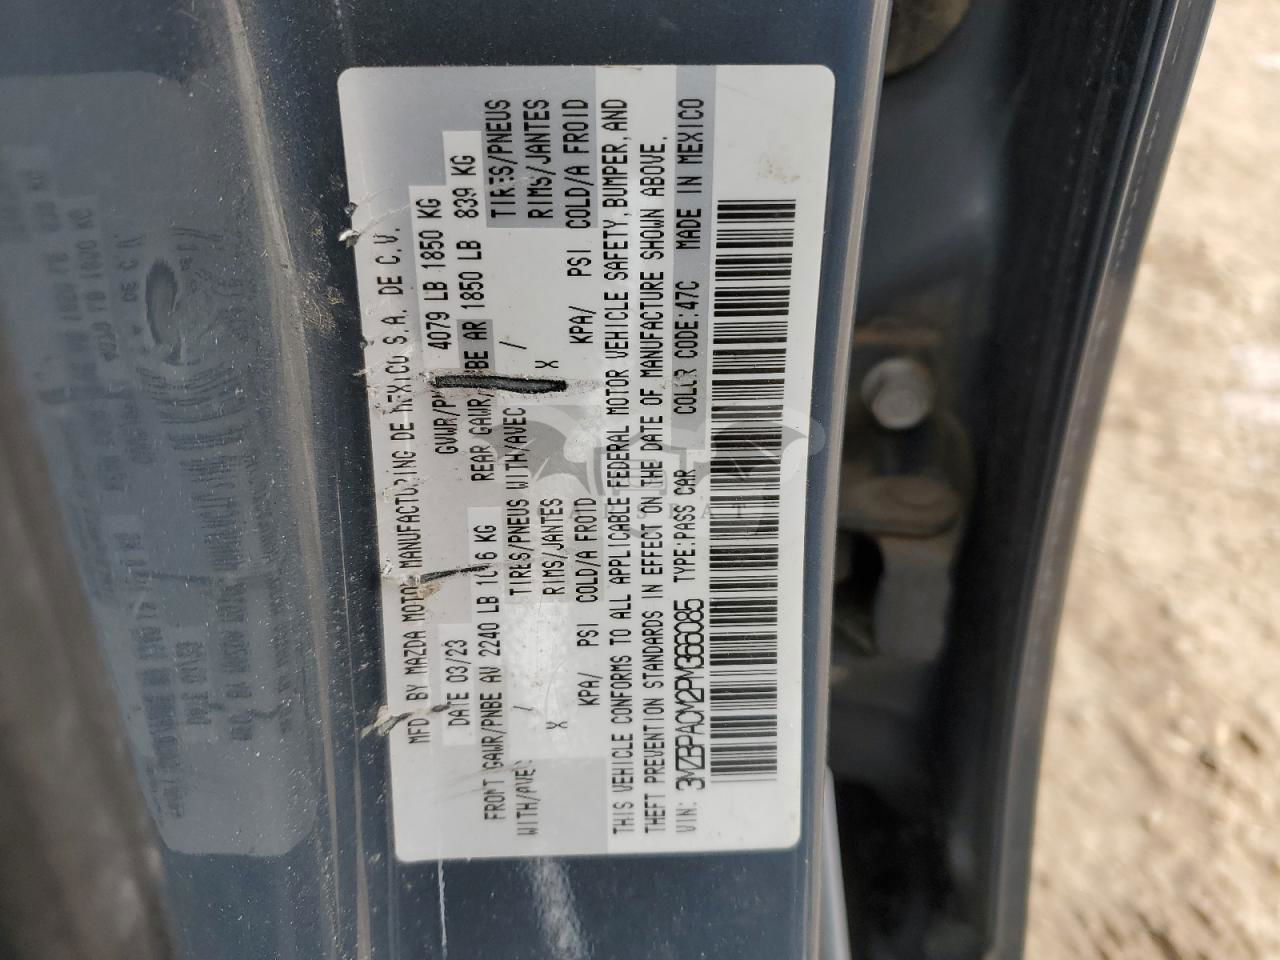 MFD. BY MAZDA MOTOR MANUFACTURING DE MEXICO S.A. DE C.V.
DATE 03/23 GVWR/ 4079 LB 1850 KG
FRONT GAWR/PNBE AV 2240 LB KG REAR GAWR/PNBE AR 1850 LB 839 KG
TIRES/PNEUS WITH/AVEC / TIRES/PNEUS
WITH/AVEC / RIMS/JANTES X RIMS/JANTES
X KPA/ PSI COLD/A FROID KPA/ PSI COLD/A FROID
THIS VEHICLE CONFORMS TO ALL APPLICABLE FEDERAL MOTOR VEHICLE SAFETY, BUMPER, AND
THEFT PREVENTION STANDARDS IN EFFECT ON THE DATE OF MANUFACTURE SHOWN ABOVE.
VIN: 3MZBPACM2PM366085 TYPE: PASS CAR COLOR CODE: 47C MADE IN MEXICO